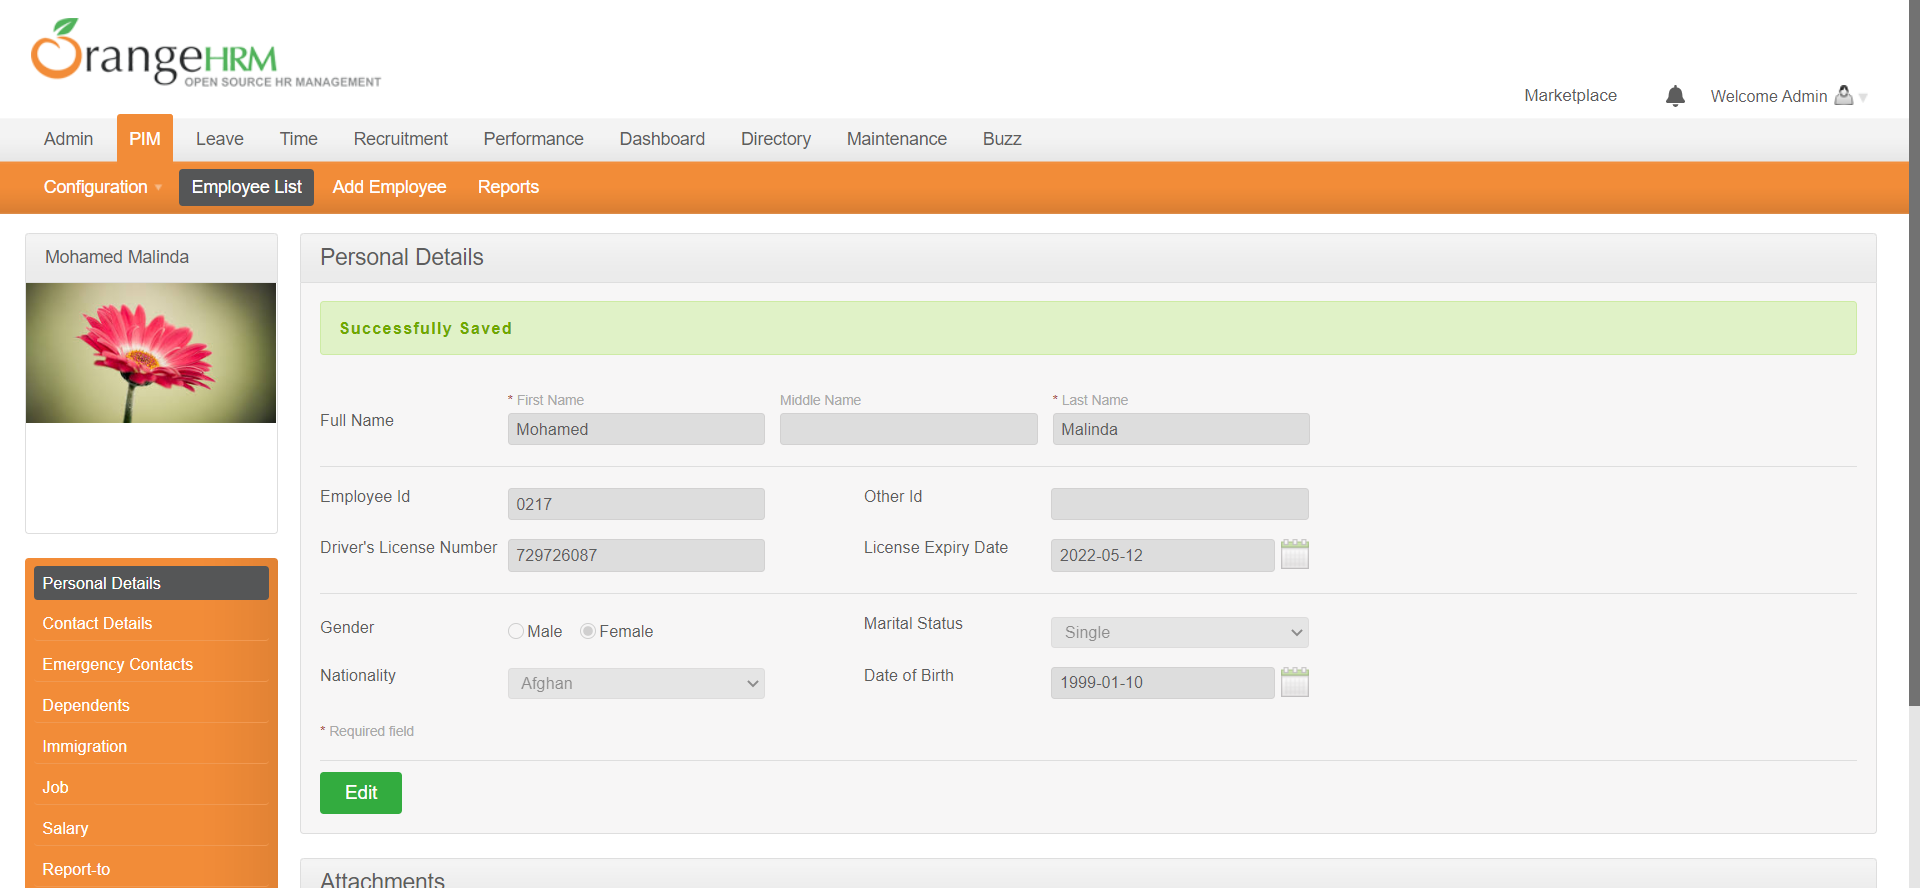 OrangeHRM
OPEN SOURCE HR MANAGEMENT
Marketplace
Welcome Admin
Admin PIM Leave Time Recruitment Performance Dashboard Directory Maintenance Buzz
Configuration Employee List Add Employee Reports
Mohamed Malinda
Personal Details
Contact Details
Emergency Contacts
Dependents
Immigration
Job
Salary
Report-to
Personal Details
Successfully Saved
* First Name Middle Name * Last Name
Full Name Mohamed Malinda
Employee Id 0217 Other Id
Driver's License Number 729726087 License Expiry Date 2022-05-12
Gender Male Female Marital Status Single
Nationality Afghan Date of Birth 1999-01-10
* Required field
Edit
Attachments